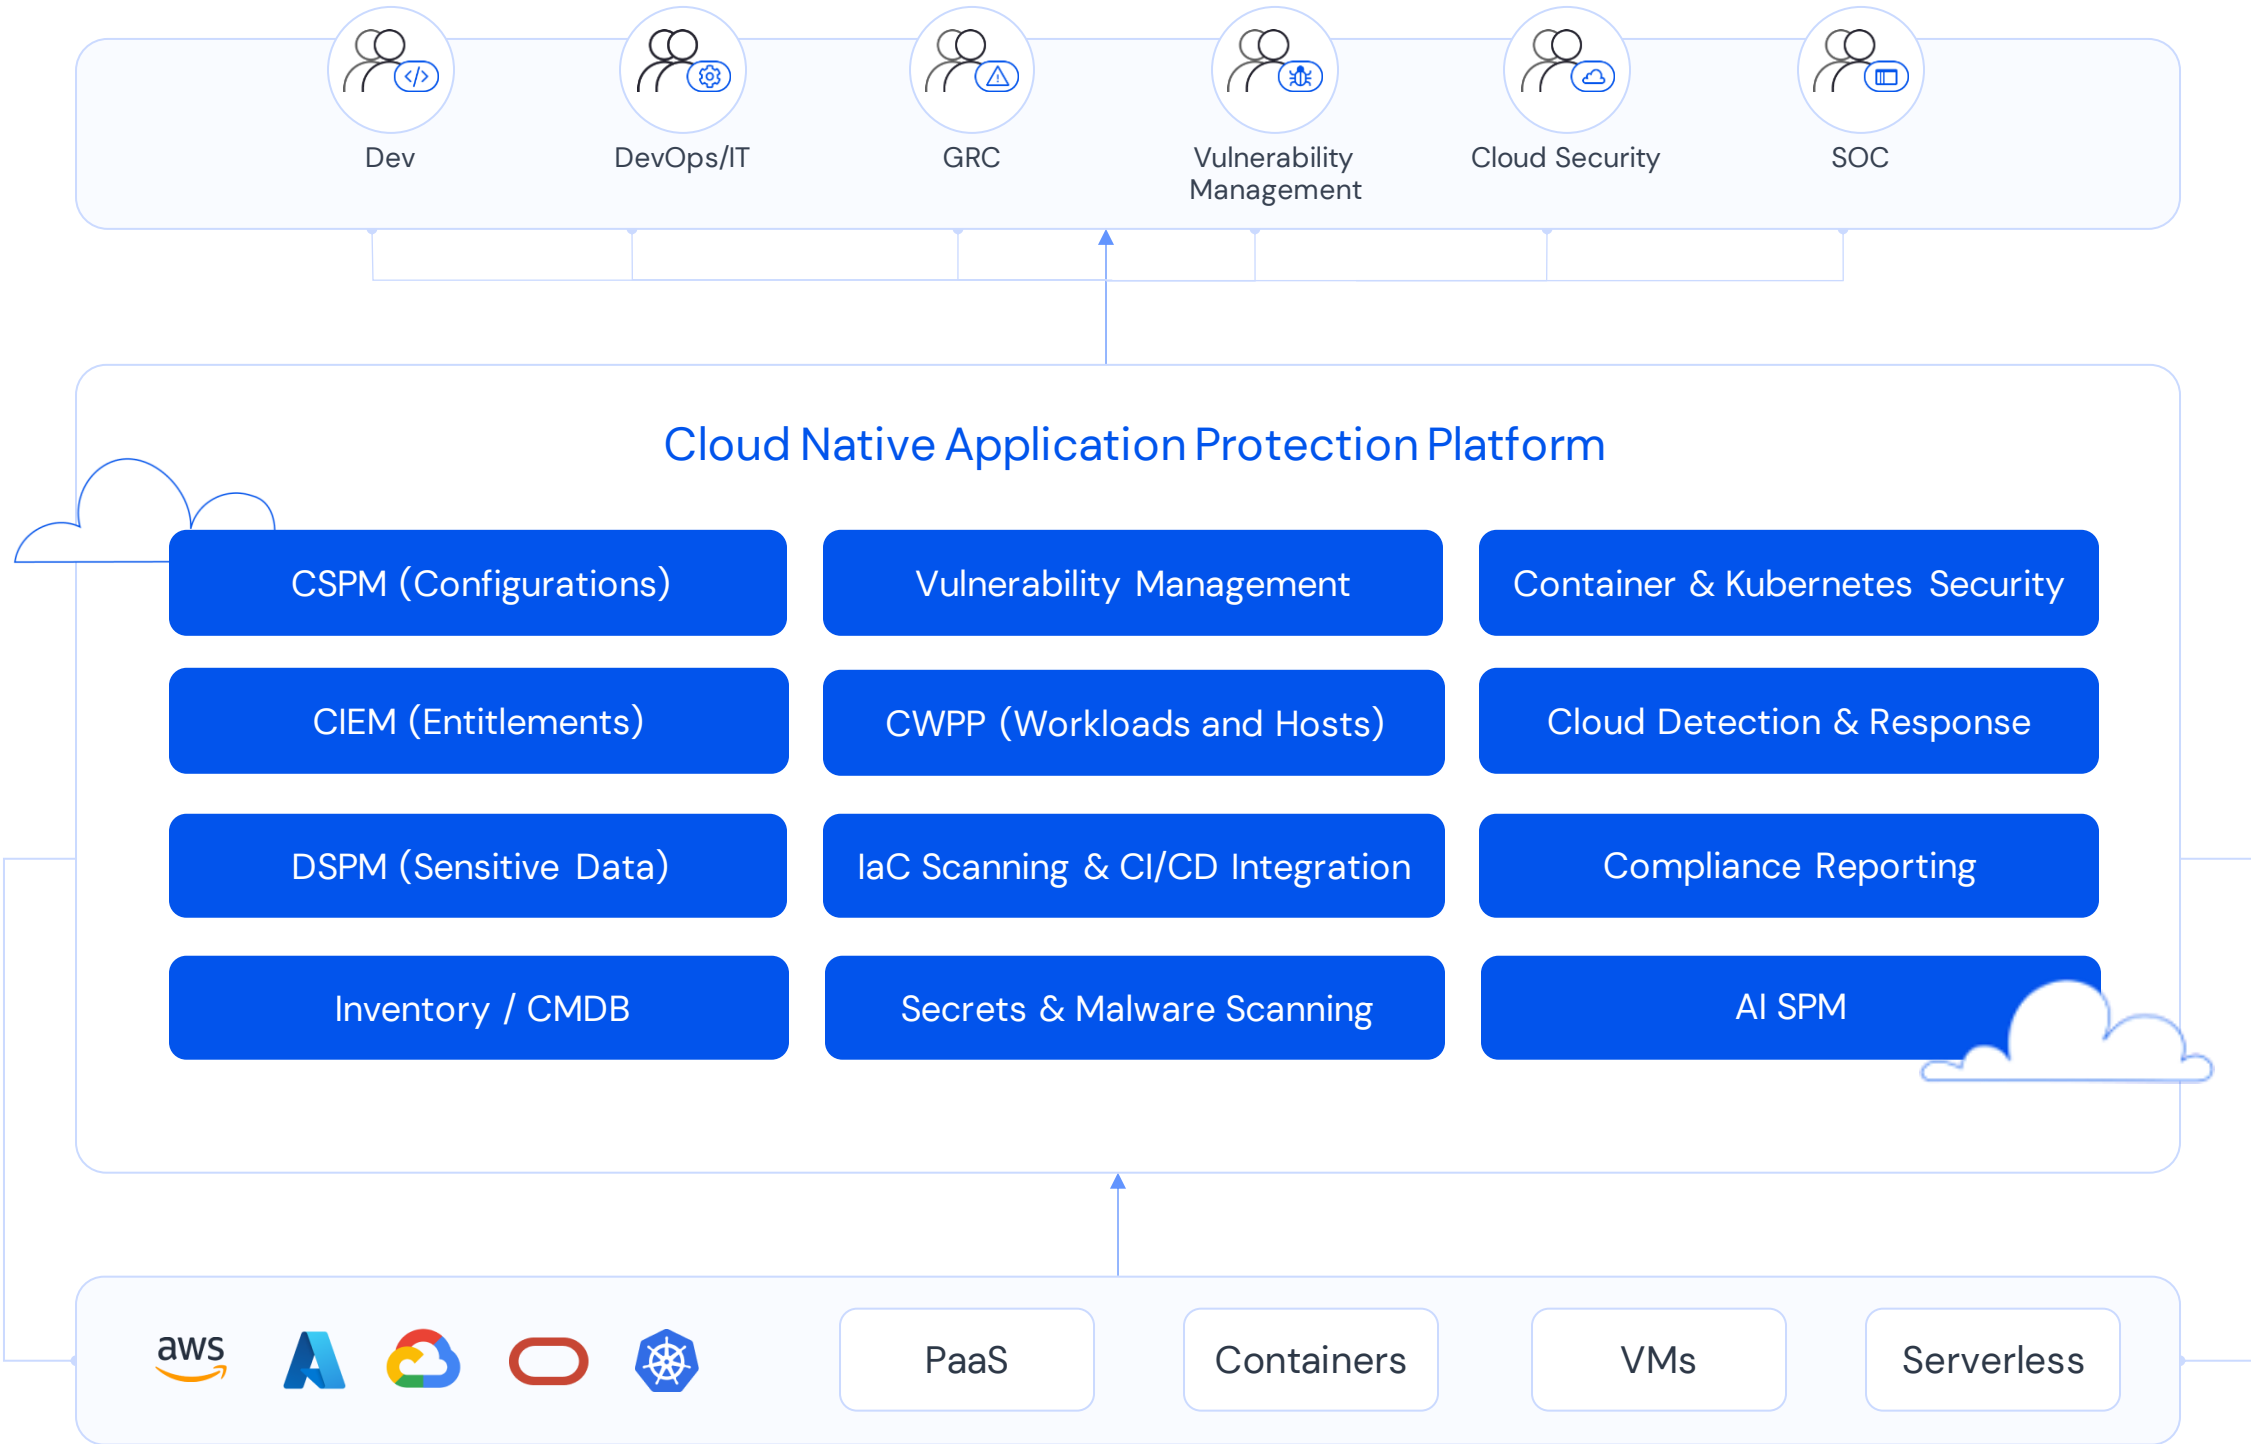 Dev
DevOps/IT
GRC
Vulnerability
Management
Cloud Security
SOC
Cloud Native Application Protection Platform
CSPM (Configurations)
Vulnerability Management
Container & Kubernetes Security
CIEM (Entitlements)
CWPP (Workloads and Hosts)
Cloud Detection & Response
DSPM (Sensitive Data)
IaC Scanning & CI/CD Integration
Compliance Reporting
Inventory / CMDB
Secrets & Malware Scanning
AI SPM
aws
PaaS
Containers
VMs
Serverless